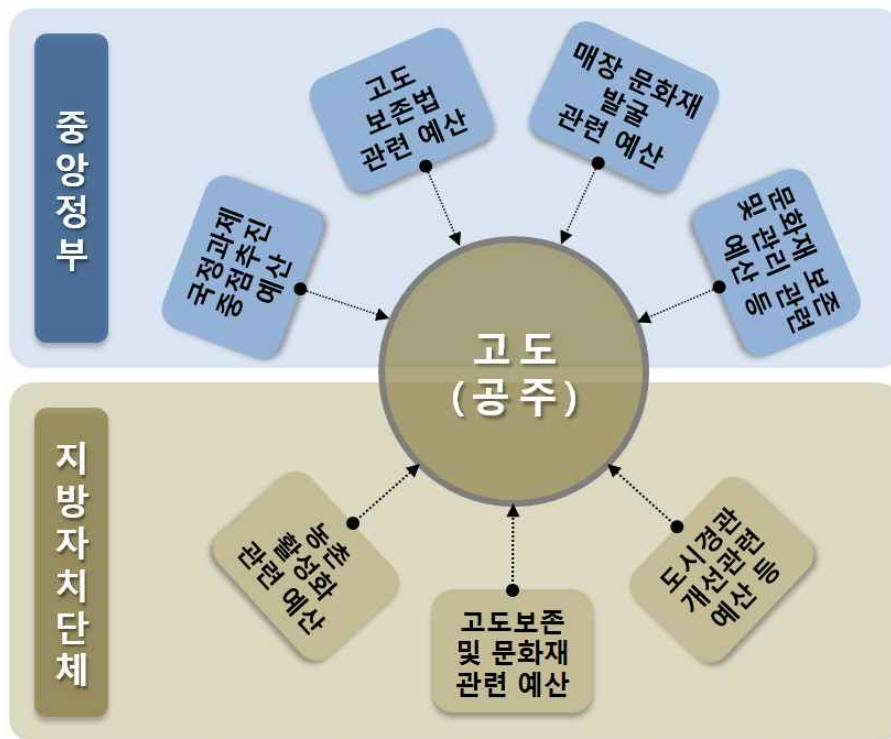 중앙정부
국정과제
중점추진
예산
고도
보존법
관련 예산
매장 문화재
발굴
관련 예산
문화재 보존
및 관리 관련
예산 등
고도
(공주)
지방자치단체
농촌
활성화
관련 예산
고도보존
및 문화재
관련 예산
도시경관
개선관련
예산 등